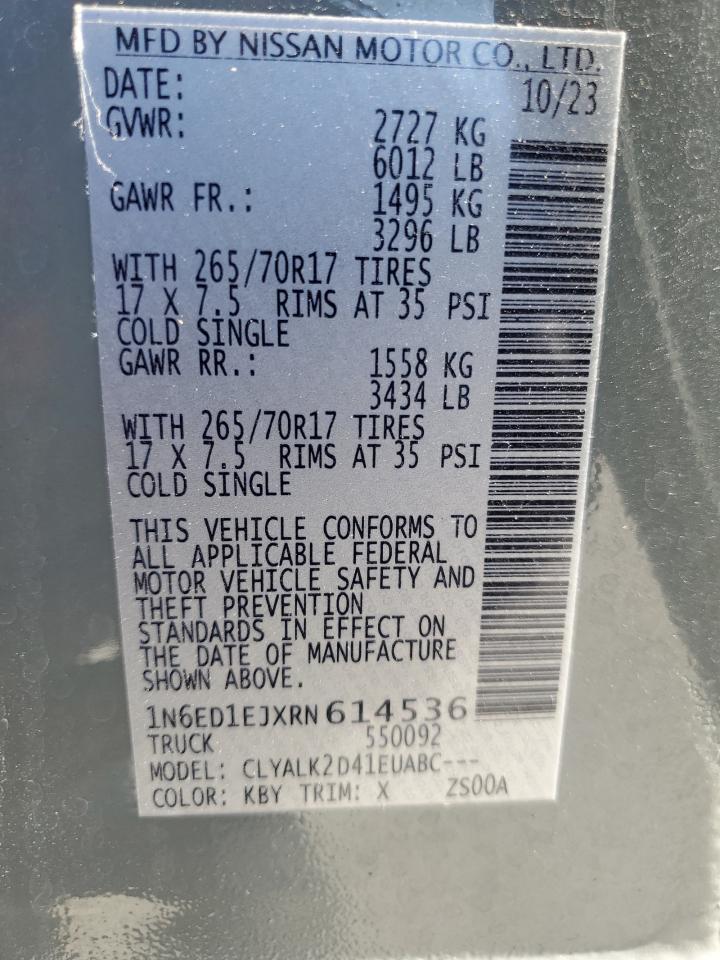 MFD BY NISSAN MOTOR CO., LTD.
DATE: 10/23
GVWR: 2727 KG
6012 LB
GAWR FR.: 1495 KG
3296 LB
WITH 265/70R17 TIRES
17 X 7.5 RIMS AT 35 PSI
COLD SINGLE
GAWR RR.: 1558 KG
3434 LB
WITH 265/70R17 TIRES
17 X 7.5 RIMS AT 35 PSI
COLD SINGLE
THIS VEHICLE CONFORMS TO
ALL APPLICABLE FEDERAL
MOTOR VEHICLE SAFETY AND
THEFT PREVENTION
STANDARDS IN EFFECT ON
THE DATE OF MANUFACTURE
SHOWN ABOVE.
1N6ED1EJXRN614536
TRUCK 550092
MODEL: CLYALK2D41EUABC---
COLOR: KBY TRIM: X ZS00A